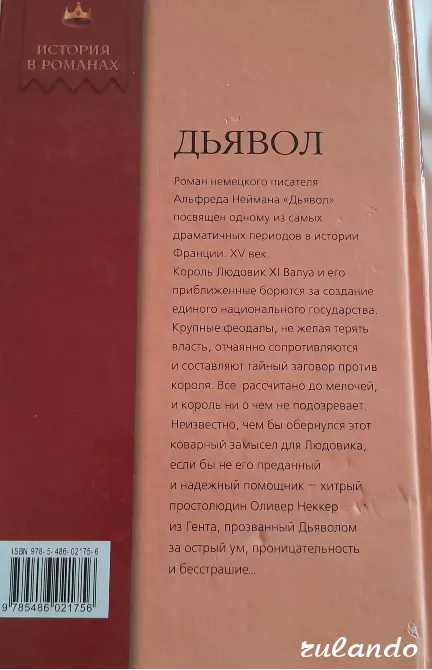 ИСТОРИЯ
В РОМАНАХ
ДЬЯВОЛ
Роман немецкого писателя
Альфреда Неймана «Дьявол»
посвящен одному из самых
драматичных периодов в истории
Франции. XV век.
Король Людовик XI Валуа и его
приближенные борются за создание
единого национального государства.
Крупные феодалы, не желая терять
власть, отчаянно сопротивляются
и составляют тайный заговор против
короля. Все рассчитано до мелочей,
и король ни о чем не подозревает.
Неизвестно, чем бы обернулся этот
коварный замысел для Людовика,
если бы не его преданный
и надежный помощник — хитрый
простолюдин Оливер Неккер
из Гента, прозванный Дьяволом
за острый ум, проницательность
и бесстрашие...
ISBN 978-5-486-02175-6
9 785486 021756
rulando